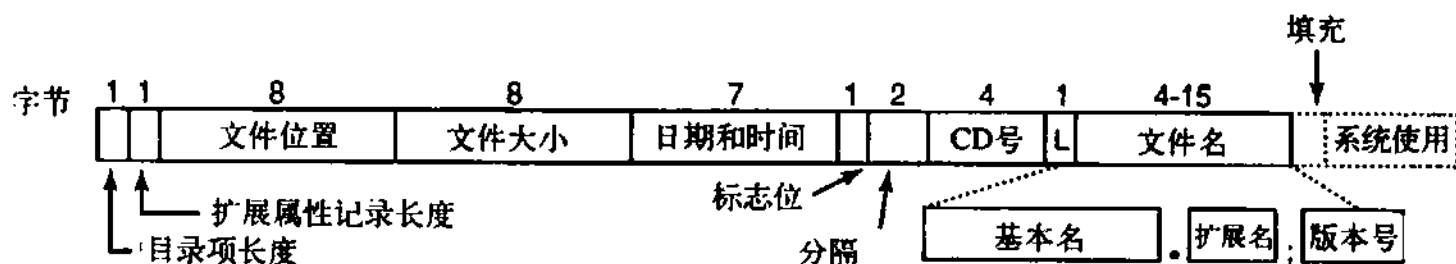 填充
字节 1 1 8 8 7 1 2 4 1 4-15
文件位置 文件大小 日期和时间 CD号 L 文件名 系统使用
标志位
扩展属性记录长度
目录项长度
分隔
基本名 . 扩展名 ; 版本号